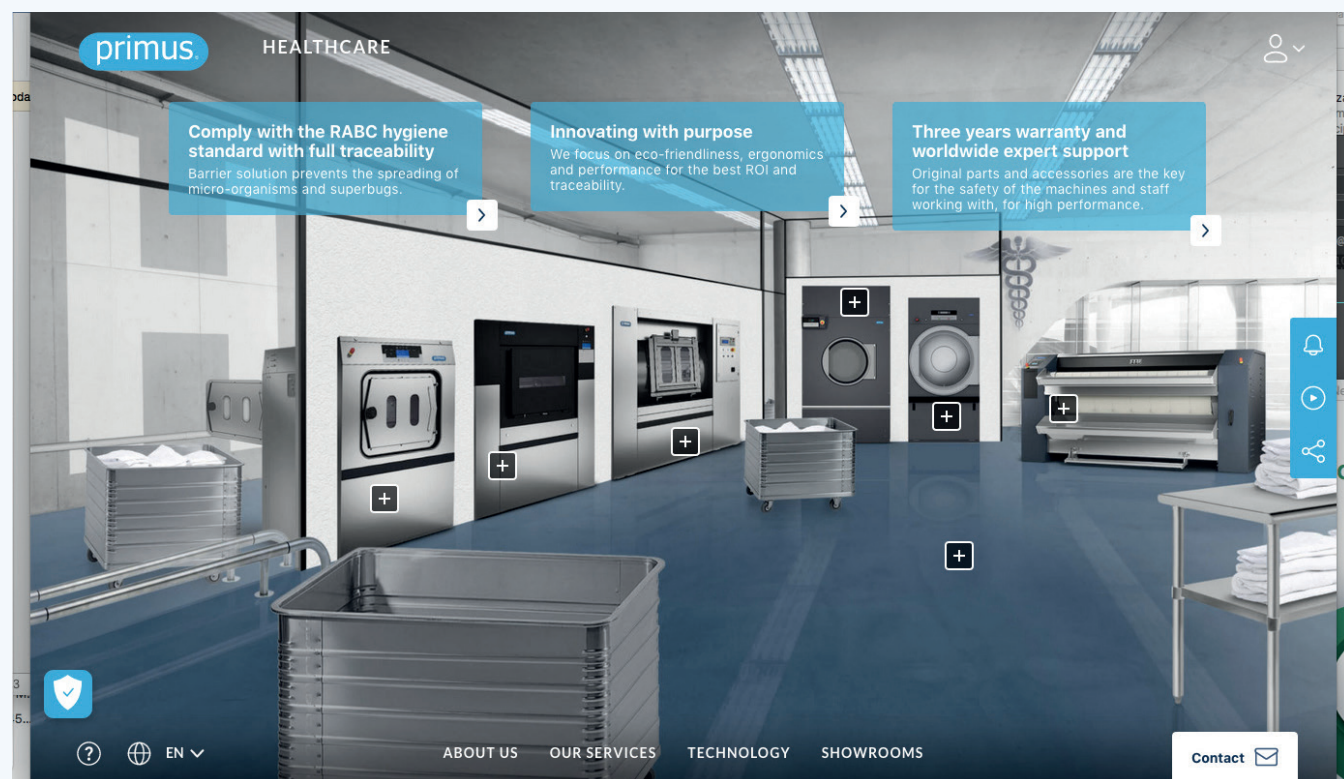 primus.
HEALTHCARE
Comply with the RABC hygiene
standard with full traceability
Barrier solution prevents the spreading of
micro-organisms and superbugs.
Innovating with purpose
We focus on eco-friendliness, ergonomics
and performance for the best ROI and
traceability.
Three years warranty and
worldwide expert support
Original parts and accessories are the key
for the safety of the machines and staff
working with, for high performance.
EN
ABOUT US
OUR SERVICES
TECHNOLOGY
SHOWROOMS
Contact